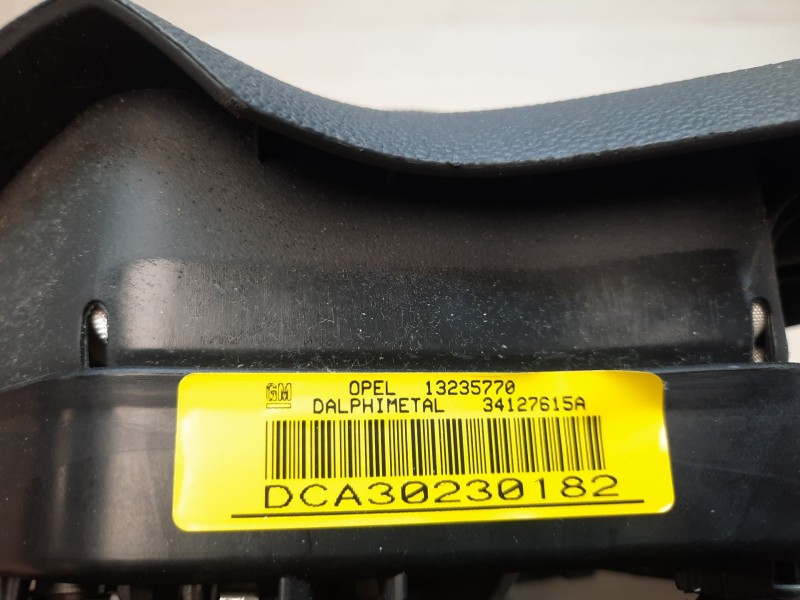 GM OPEL 13235770
DALPHIMETAL 34127615A
DCA30230182